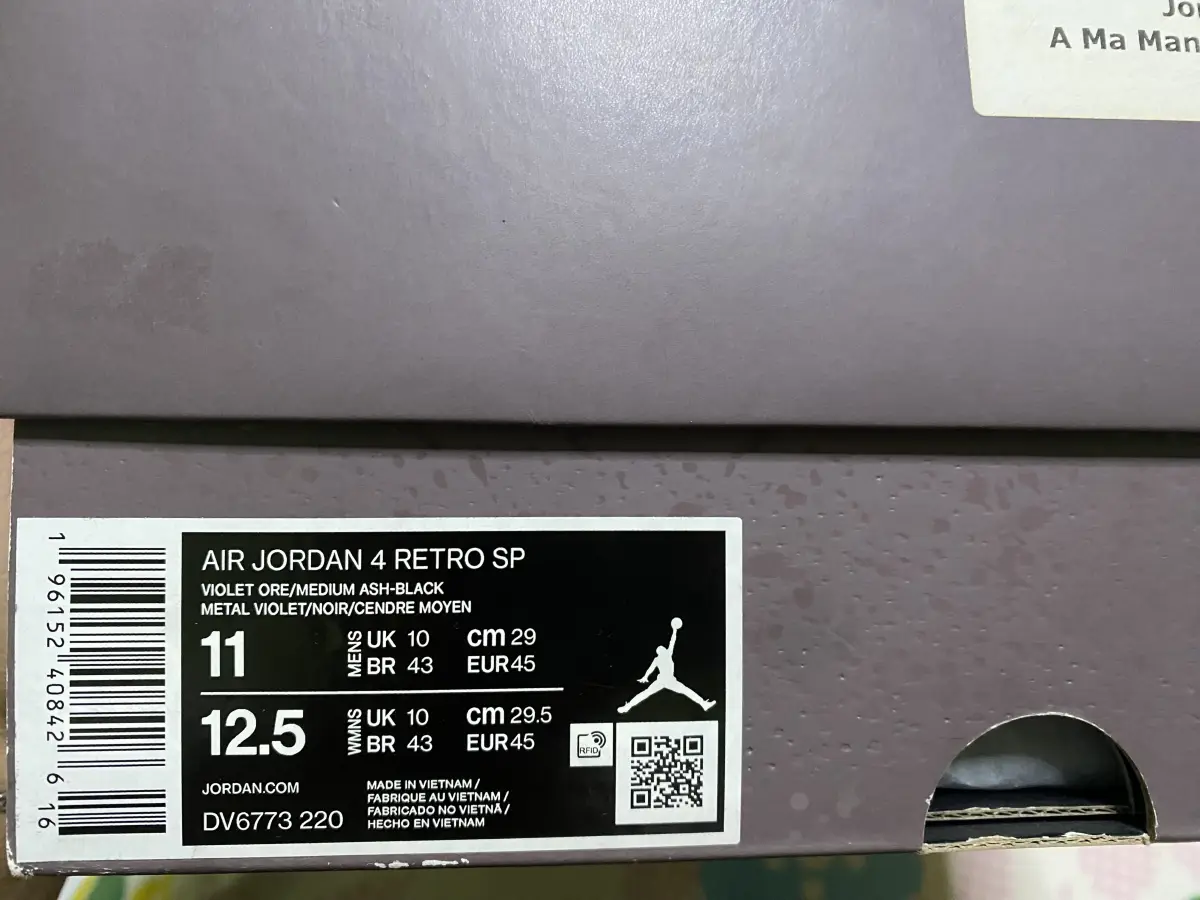 A Ma Man
AIR JORDAN 4 RETRO SP
VIOLET ORE/MEDIUM ASH-BLACK
METAL VIOLET/NOIR/CENDRE MOYEN
11 MENS UK 10 cm 29
BR 43 EUR 45
12.5 WMNS UK 10 cm 29.5
BR 43 EUR 45
RFID
JORDAN.COM
DV6773 220
MADE IN VIETNAM /
FABRIQUE AU VIETNAM /
FABRICADO NO VIETNÃ /
HECHO EN VIETNAM
1 96152 40842 6 16